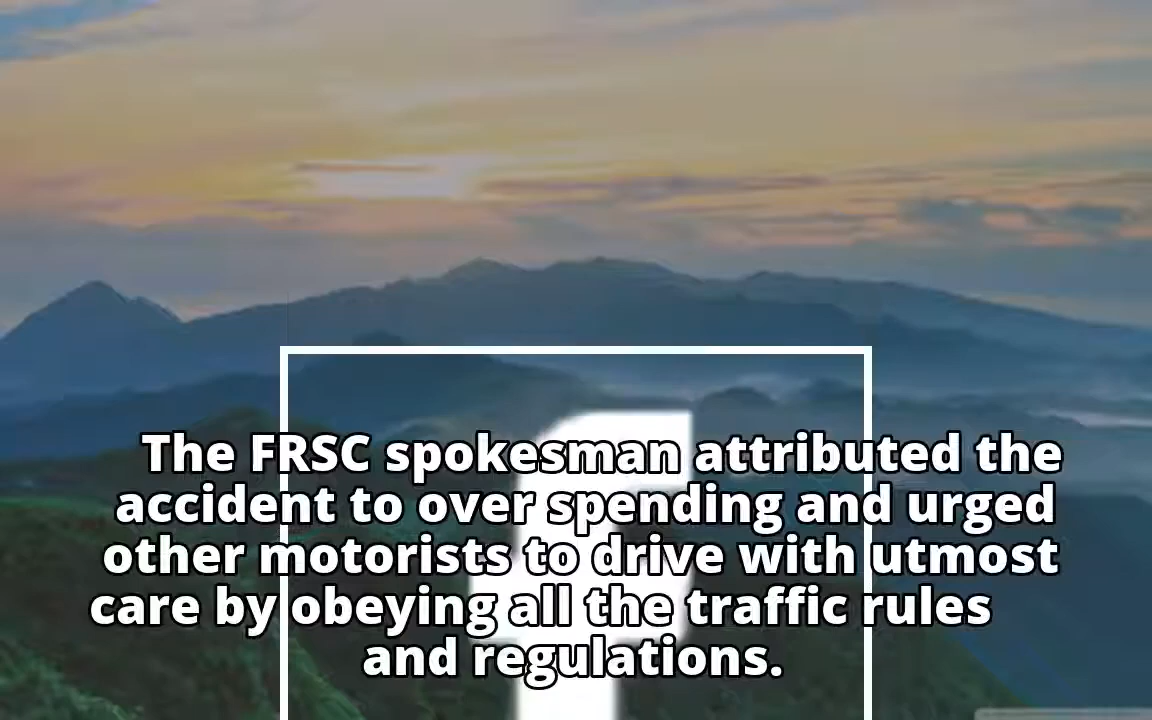 The FRSC spokesman attributed the
accident to over spending and urged
other motorists to drive with utmost
care by obeying all the traffic rules
and regulations.